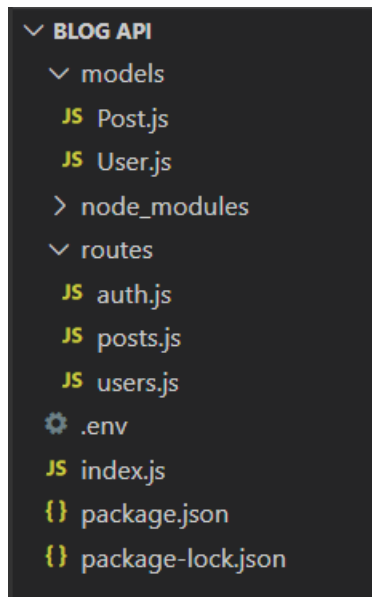 BLOG API
models
JS Post.js
JS User.js
node_modules
routes
JS auth.js
JS posts.js
JS users.js
.env
JS index.js
{} package.json
{} package-lock.json